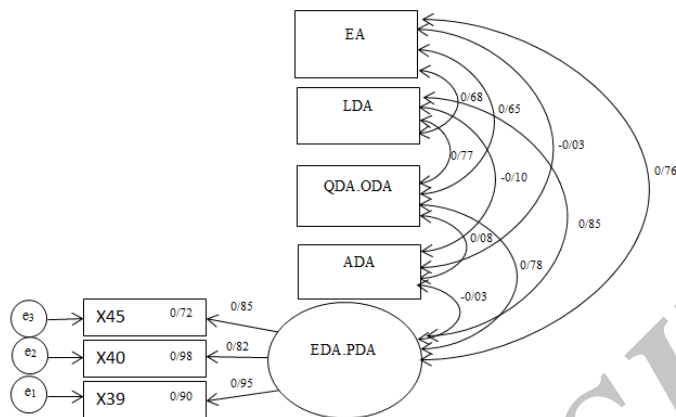 EA
0/68
0/65
LDA
-0/03
0/77
0/76
-0/10
QDA.ODA
0/85
0/08
ADA
0/78
-0/03
e3
X45 0/72
0/85
EDA.PDA
e2
X40 0/98
0/82
e1
X39 0/90
0/95